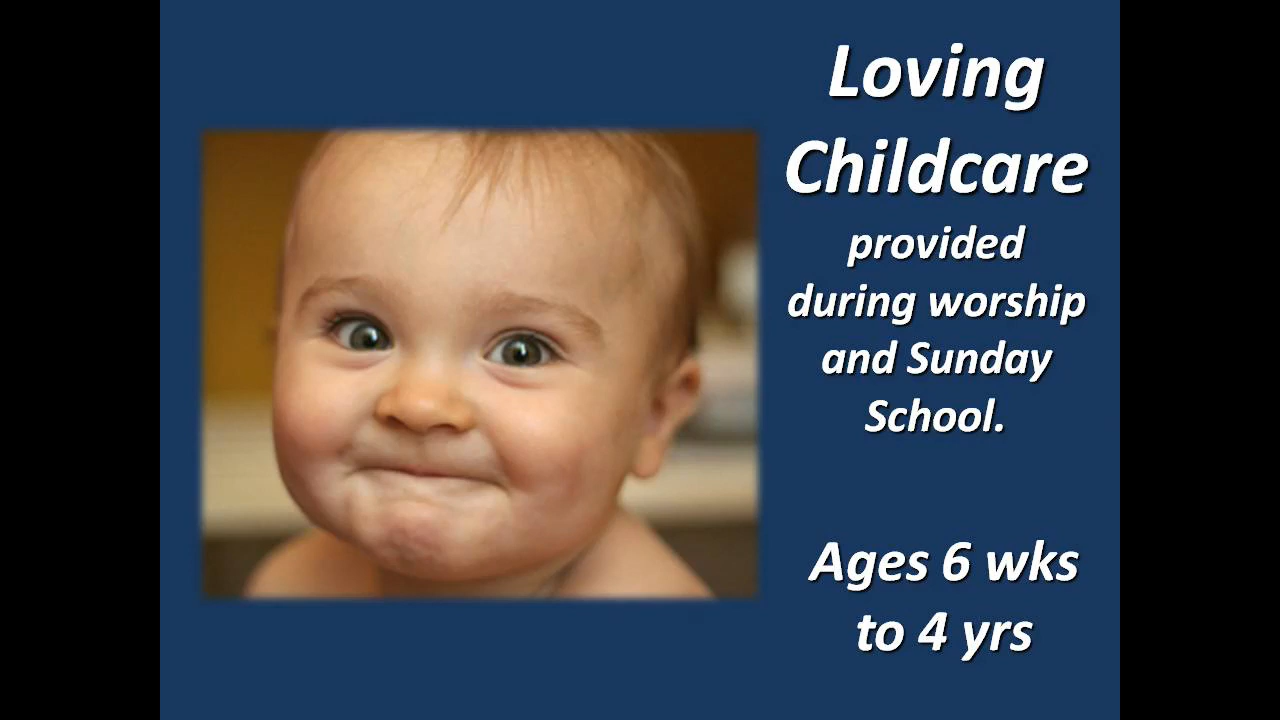 Loving
Childcare
provided
during worship
and Sunday
School.
Ages 6 wks
to 4 yrs